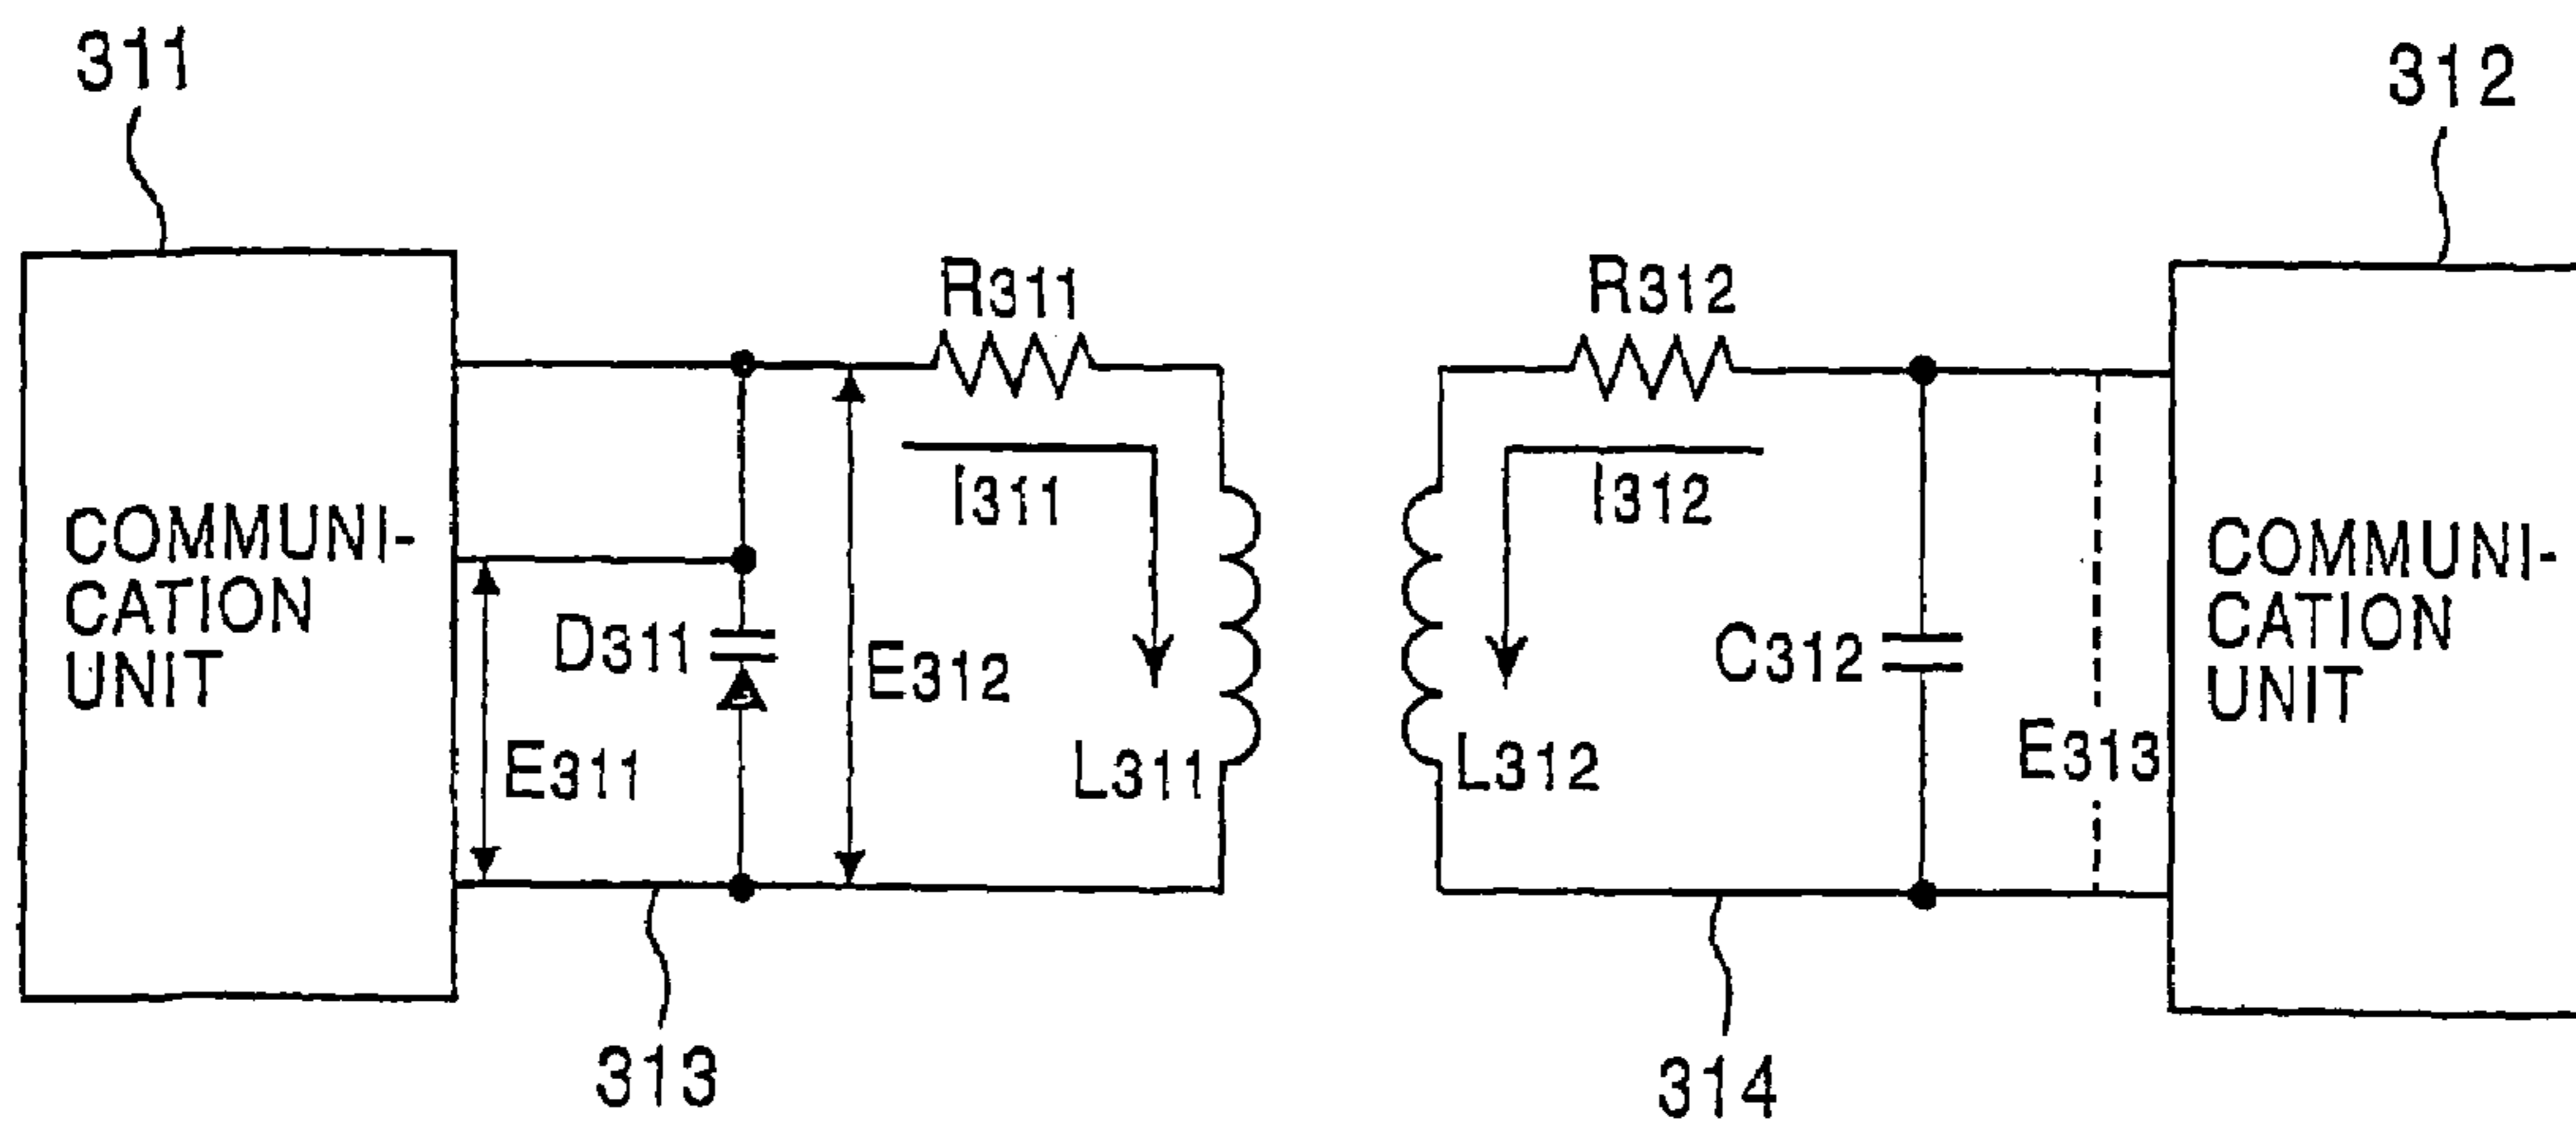 311
312
R311
R312
I311
I312
COMMUNI-
CATION
UNIT
D311
E312
C312
COMMUNI-
CATION
UNIT
E311
L311
L312
E313
313
314